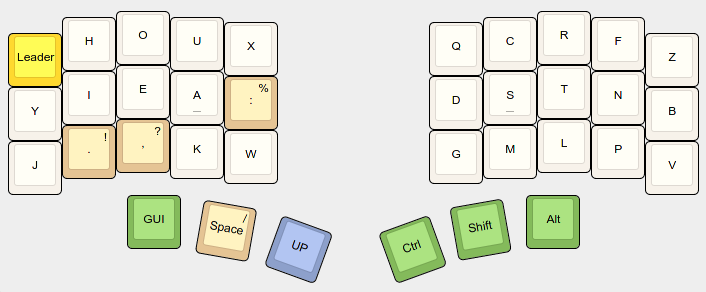 Leader H O U X Q C R F Z
Y I E A % : D S T N B
J ! . ? , K W G M L P V
GUI / Space UP Ctrl Shift Alt